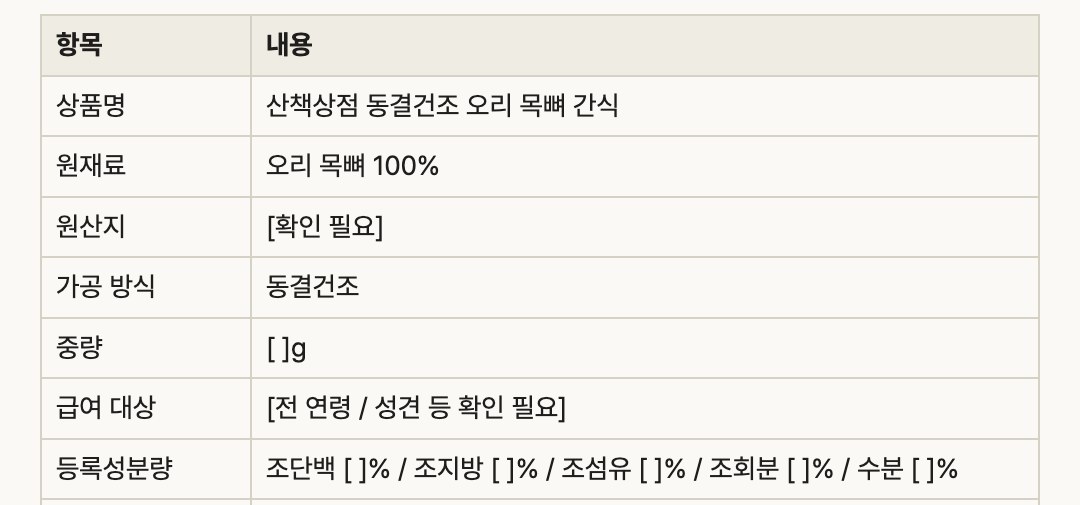 항목 내용
상품명 산책상점 동결건조 오리 목뼈 간식
원재료 오리 목뼈 100%
원산지 [확인 필요]
가공 방식 동결건조
중량 [ ]g
급여 대상 [전 연령 / 성견 등 확인 필요]
등록성분량 조단백 [ ]% / 조지방 [ ]% / 조섬유 [ ]% / 조회분 [ ]% / 수분 [ ]%